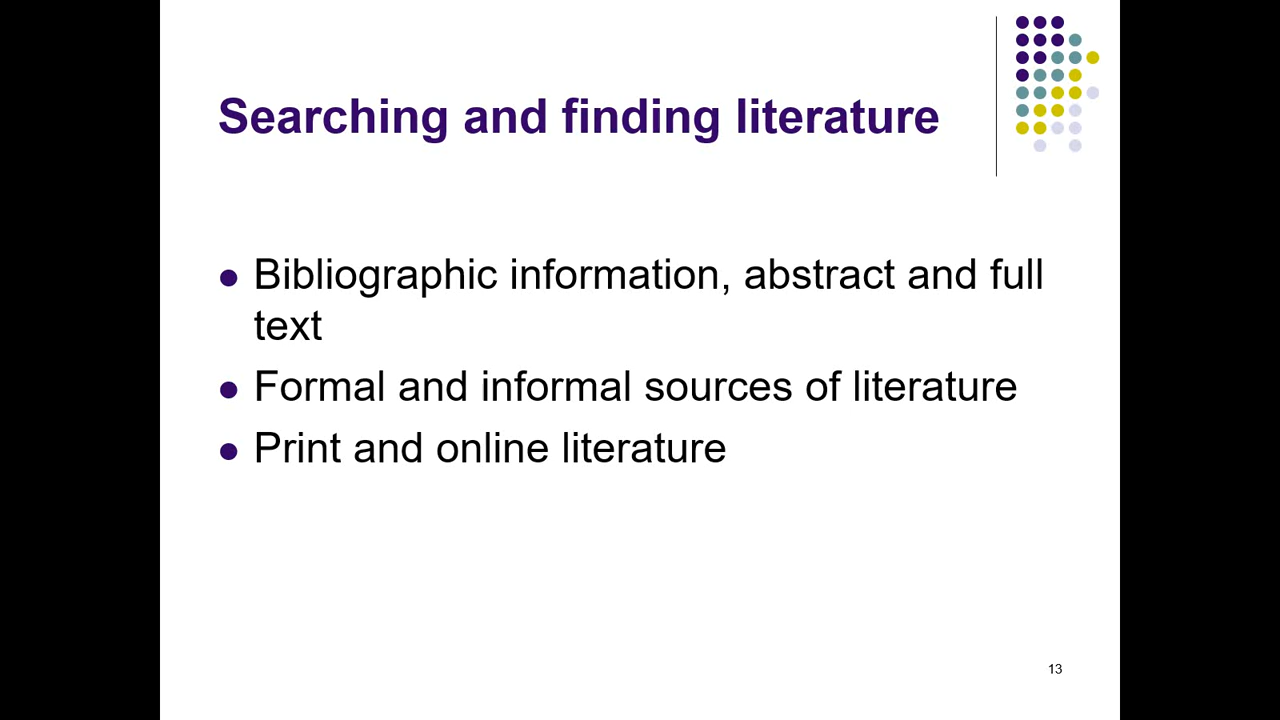 Searching and finding literature
● Bibliographic information, abstract and full
text
● Formal and informal sources of literature
● Print and online literature
13